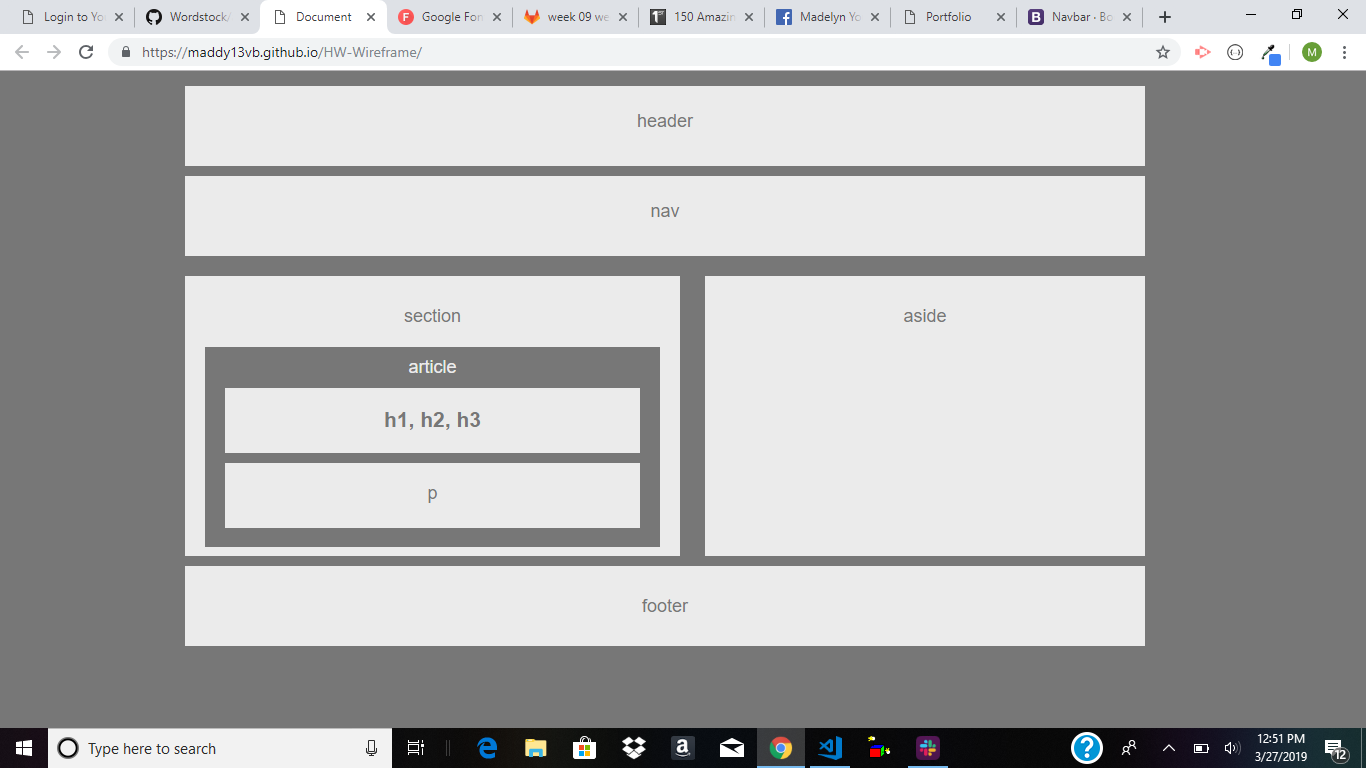 Login to Yo
Wordstock/
Document
Google Fon
week 09 we
150 Amazin
Madelyn Yo
Portfolio
Navbar · Bo
https://maddy13vb.github.io/HW-Wireframe/
M
header
nav
section
aside
article
h1, h2, h3
p
footer
Type here to search
12:51 PM
3/27/2019
12